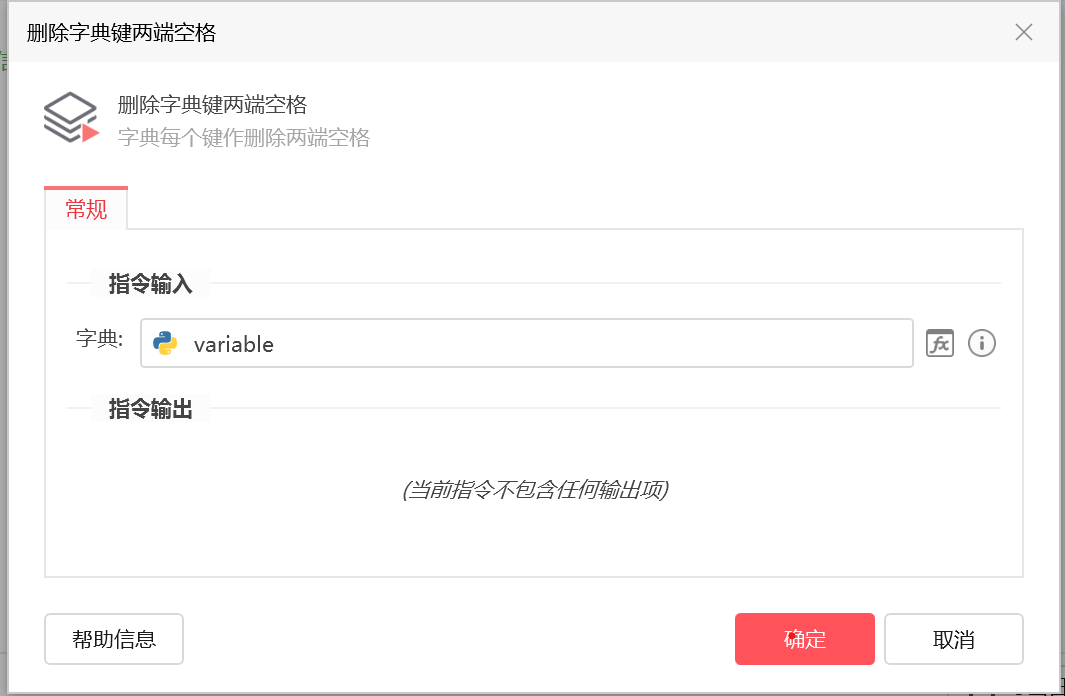 删除字典键两端空格
删除字典键两端空格
字典每个键作删除两端空格
常规
指令输入
字典:
variable
fx
指令输出
(当前指令不包含任何输出项)
帮助信息
确定
取消